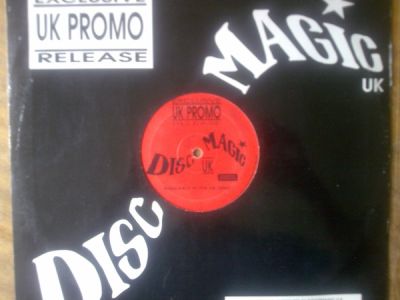 EXCLUSIVE
UK PROMO
RELEASE
DISC MAGIC
UK
UK PROMO
DISC MAGIC
UK